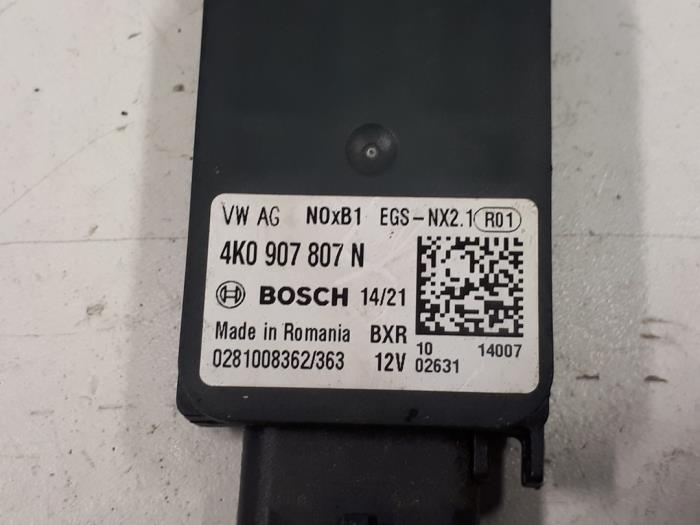 VW AG NOxB1 EGS-NX2.1 R01
4K0 907 807 N
BOSCH 14/21
Made in Romania BXR 10 14007
0281008362/363 12V 02631